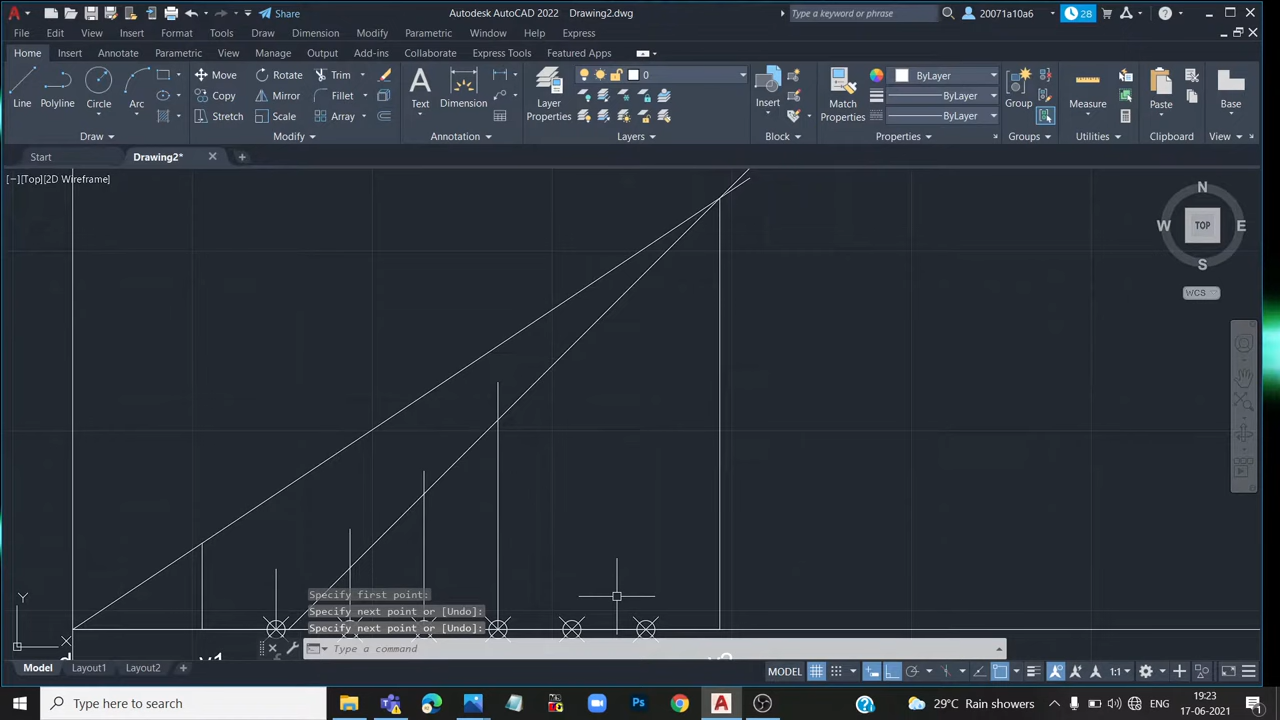 Share
Autodesk AutoCAD 2022 Drawing2.dwg
Type a keyword or phrase
20071a10a6
28
File Edit View Insert Format Tools Draw Dimension Modify Parametric Window Help Express
Home Insert Annotate Parametric View Manage Output Add-ins Collaborate Express Tools Featured Apps
Line Polyline Circle Arc
Move Rotate Trim
Copy Mirror Fillet
Stretch Scale Array
Text Dimension
Layer Properties
0
Insert
Match Properties
ByLayer
ByLayer
ByLayer
Group
Measure
Paste
Base
Draw Modify Annotation Layers Block Properties Groups Utilities Clipboard View
Start Drawing2*
[−][Top][2D Wireframe]
N
W TOP E
S
WCS
Specify first point:
Specify next point or [Undo]:
Specify next point or [Undo]:
Y
X
Type a command
Model Layout1 Layout2
MODEL
1:1
Type here to search
29°C Rain showers
ENG
19:23
17-06-2021
1